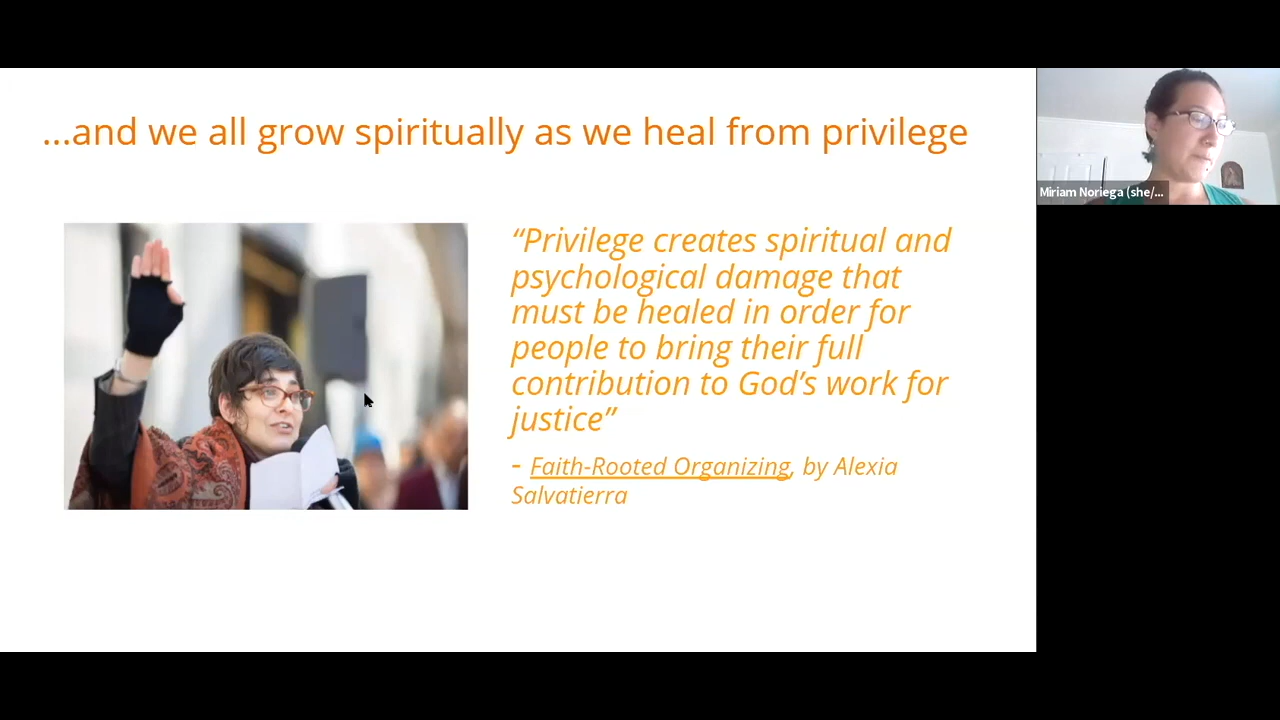 ...and we all grow spiritually as we heal from privilege
“Privilege creates spiritual and
psychological damage that
must be healed in order for
people to bring their full
contribution to God’s work for
justice”
- Faith-Rooted Organizing, by Alexia
Salvatierra
Miriam Noriega (she/...